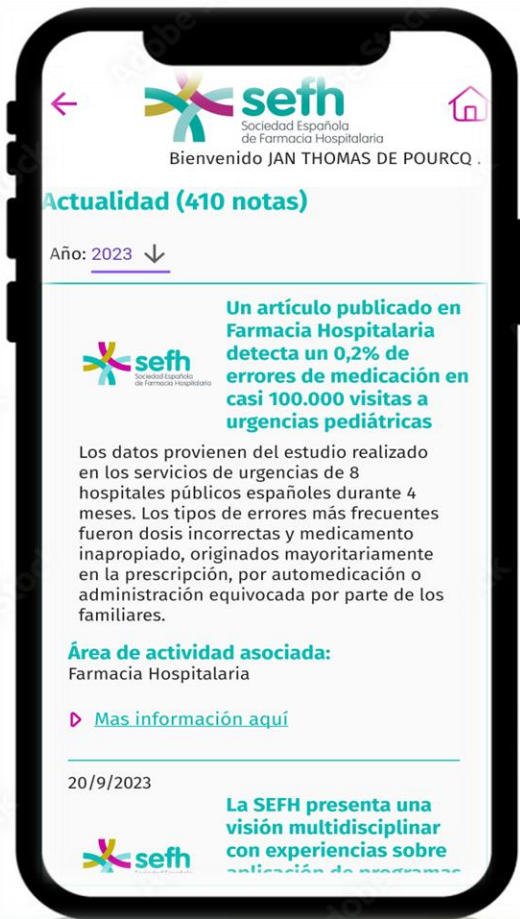 sefh
Sociedad Española
de Farmacia Hospitalaria
Bienvenido JAN THOMAS DE POURCQ .
Actualidad (410 notas)
Año: 2023
Un artículo publicado en
Farmacia Hospitalaria
detecta un 0,2% de
errores de medicación en
casi 100.000 visitas a
urgencias pediátricas
sefh
Sociedad Española
de Farmacia Hospitalaria
Los datos provienen del estudio realizado
en los servicios de urgencias de 8
hospitales públicos españoles durante 4
meses. Los tipos de errores más frecuentes
fueron dosis incorrectas y medicamento
inapropiado, originados mayoritariamente
en la prescripción, por automedicación o
administración equivocada por parte de los
familiares.
Área de actividad asociada:
Farmacia Hospitalaria
Mas información aquí
20/9/2023
La SEFH presenta una
visión multidisciplinar
con experiencias sobre
aplicación de programas
sefh